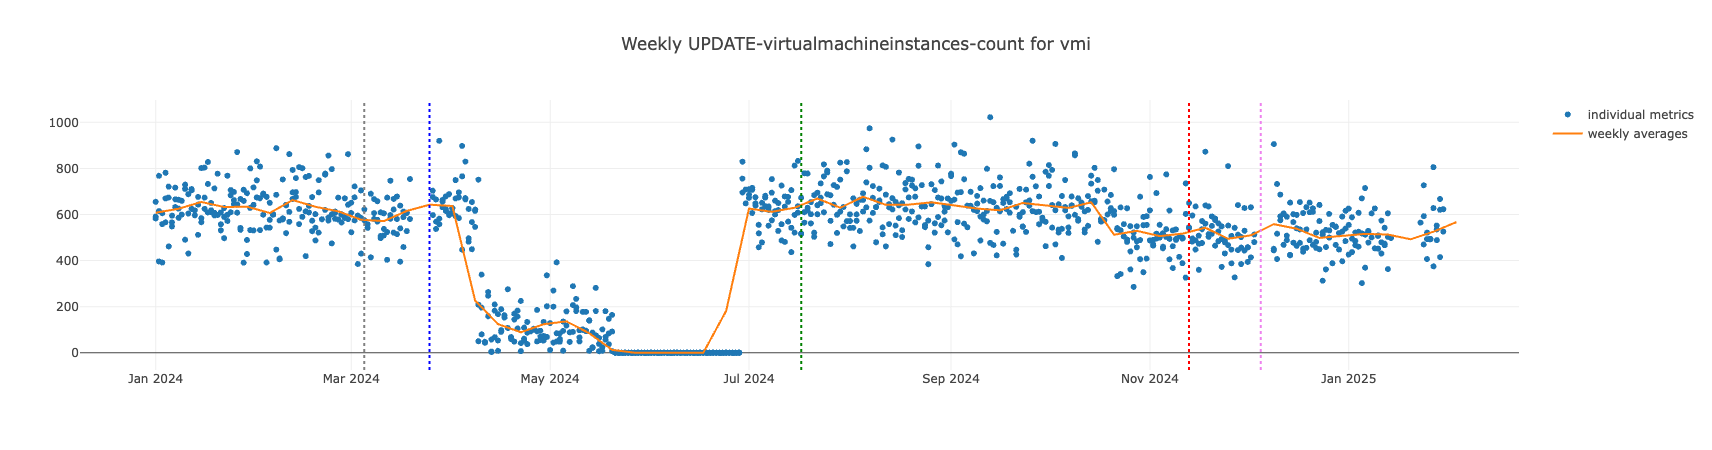 Weekly UPDATE-virtualmachineinstances-count for vmi
individual metrics
weekly averages
1000
800
600
400
200
0
Jan 2024
Mar 2024
May 2024
Jul 2024
Sep 2024
Nov 2024
Jan 2025